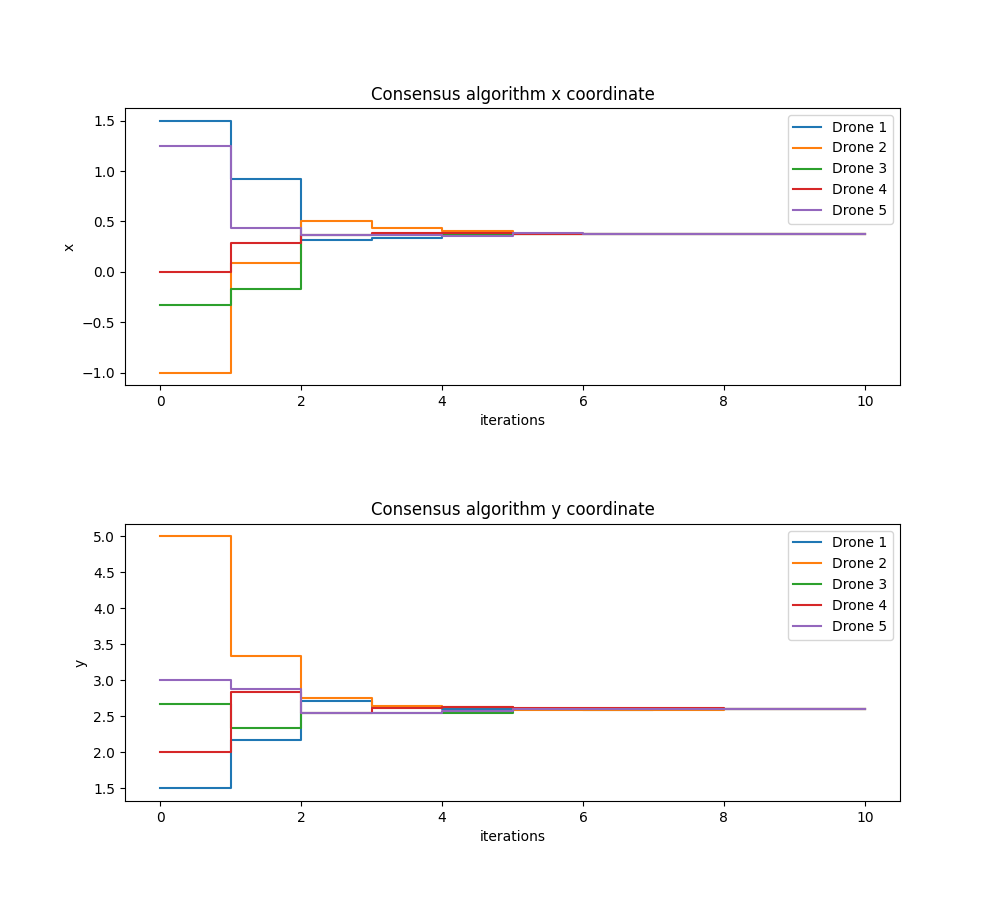 Consensus algorithm x coordinate
1.5
1.0
0.5
0.0
−0.5
−1.0
x
0 2 4 6 8 10
iterations
Drone 1
Drone 2
Drone 3
Drone 4
Drone 5
Consensus algorithm y coordinate
5.0
4.5
4.0
3.5
3.0
2.5
2.0
1.5
y
0 2 4 6 8 10
iterations
Drone 1
Drone 2
Drone 3
Drone 4
Drone 5